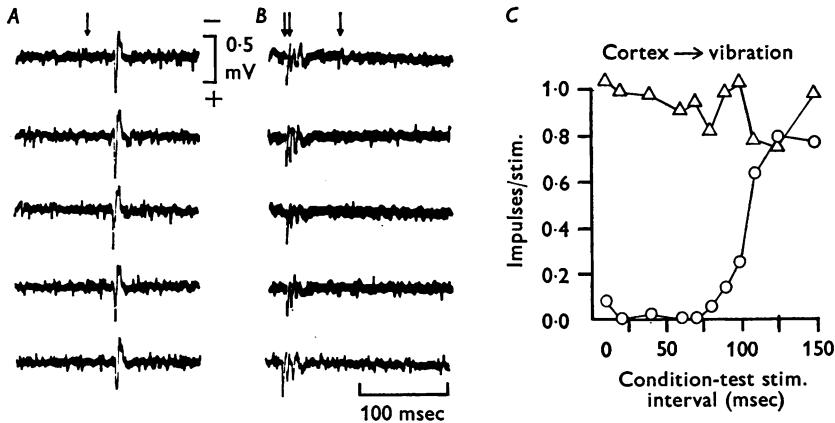 A
B
C
−
0·5
mV
+
100 msec
Cortex → vibration
Impulses/stim.
1·0
0·8
0·6
0·4
0·2
0·0
0 50 100 150
Condition-test stim.
interval (msec)